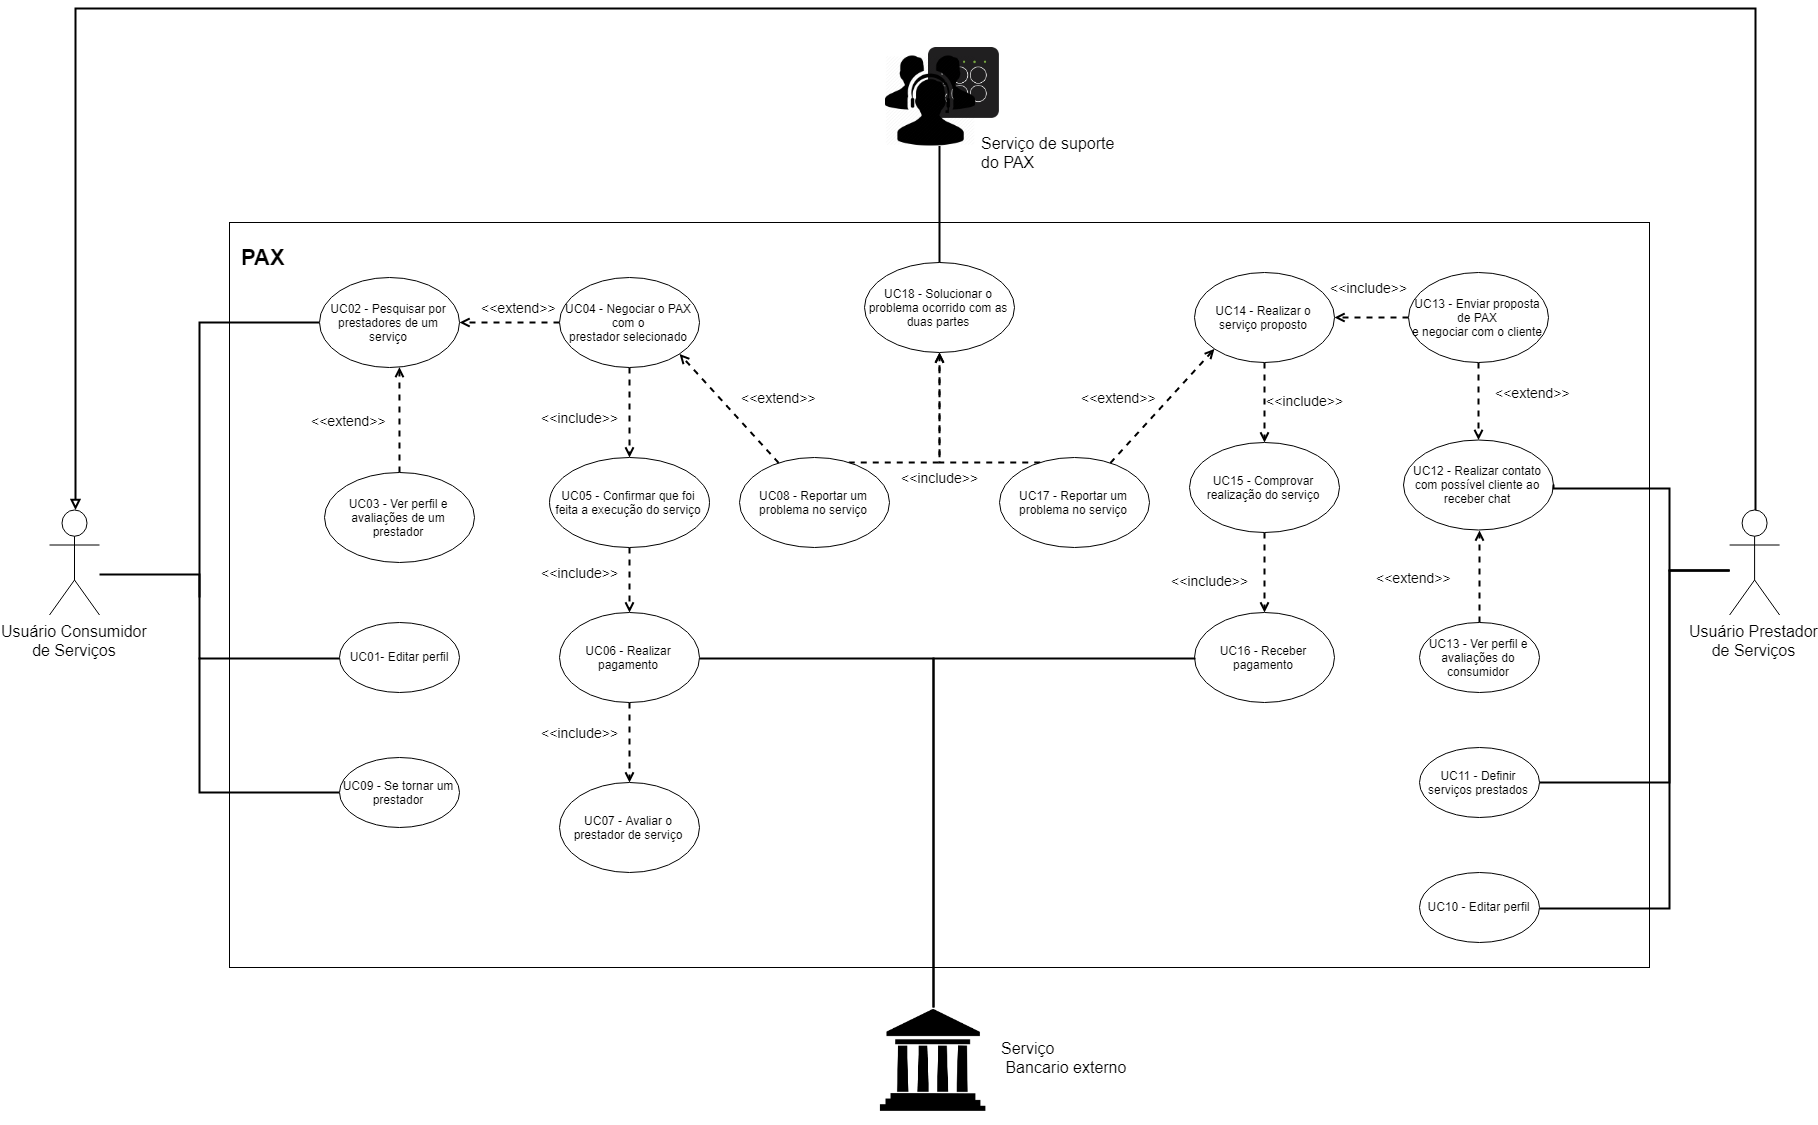 Serviço de suporte
do PAX
PAX
UC02 - Pesquisar por
prestadores de um
serviço
<<extend>>
UC04 - Negociar o PAX
com o
prestador selecionado
UC18 - Solucionar o
problema ocorrido com as
duas partes
UC14 - Realizar o
serviço proposto
<<include>>
UC13 - Enviar proposta
de PAX
e negociar com o cliente
<<extend>>
<<include>>
<<extend>>
<<extend>>
<<include>>
<<extend>>
UC03 - Ver perfil e
avaliações de um
prestador
UC05 - Confirmar que foi
feita a execução do serviço
UC08 - Reportar um
problema no serviço
<<include>>
UC17 - Reportar um
problema no serviço
UC15 - Comprovar
realização do serviço
UC12 - Realizar contato
com possível cliente ao
receber chat
<<include>>
<<include>>
<<extend>>
Usuário Consumidor
de Serviços
Usuário Prestador
de Serviços
UC01- Editar perfil
UC06 - Realizar
pagamento
UC16 - Receber
pagamento
UC13 - Ver perfil e
avaliações do
consumidor
<<include>>
UC09 - Se tornar um
prestador
UC07 - Avaliar o
prestador de serviço
UC11 - Definir
serviços prestados
UC10 - Editar perfil
Serviço
Bancario externo